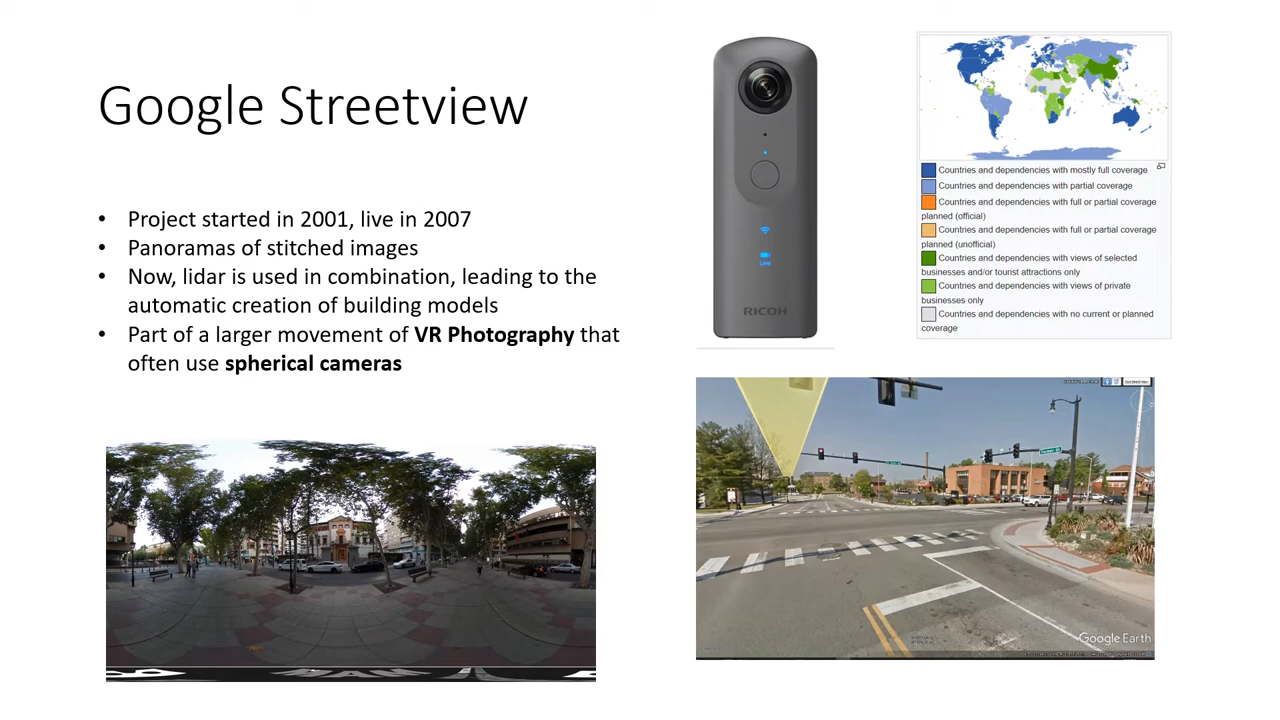 Google Streetview
• Project started in 2001, live in 2007
• Panoramas of stitched images
• Now, lidar is used in combination, leading to the
automatic creation of building models
• Part of a larger movement of VR Photography that
often use spherical cameras
Live
RICOH
Countries and dependencies with mostly full coverage
Countries and dependencies with partial coverage
Countries and dependencies with full or partial coverage
planned (official)
Countries and dependencies with full or partial coverage
planned (unofficial)
Countries and dependencies with views of selected
businesses and/or tourist attractions only
Countries and dependencies with views of private
businesses only
Countries and dependencies with no current or planned
coverage
Google Earth